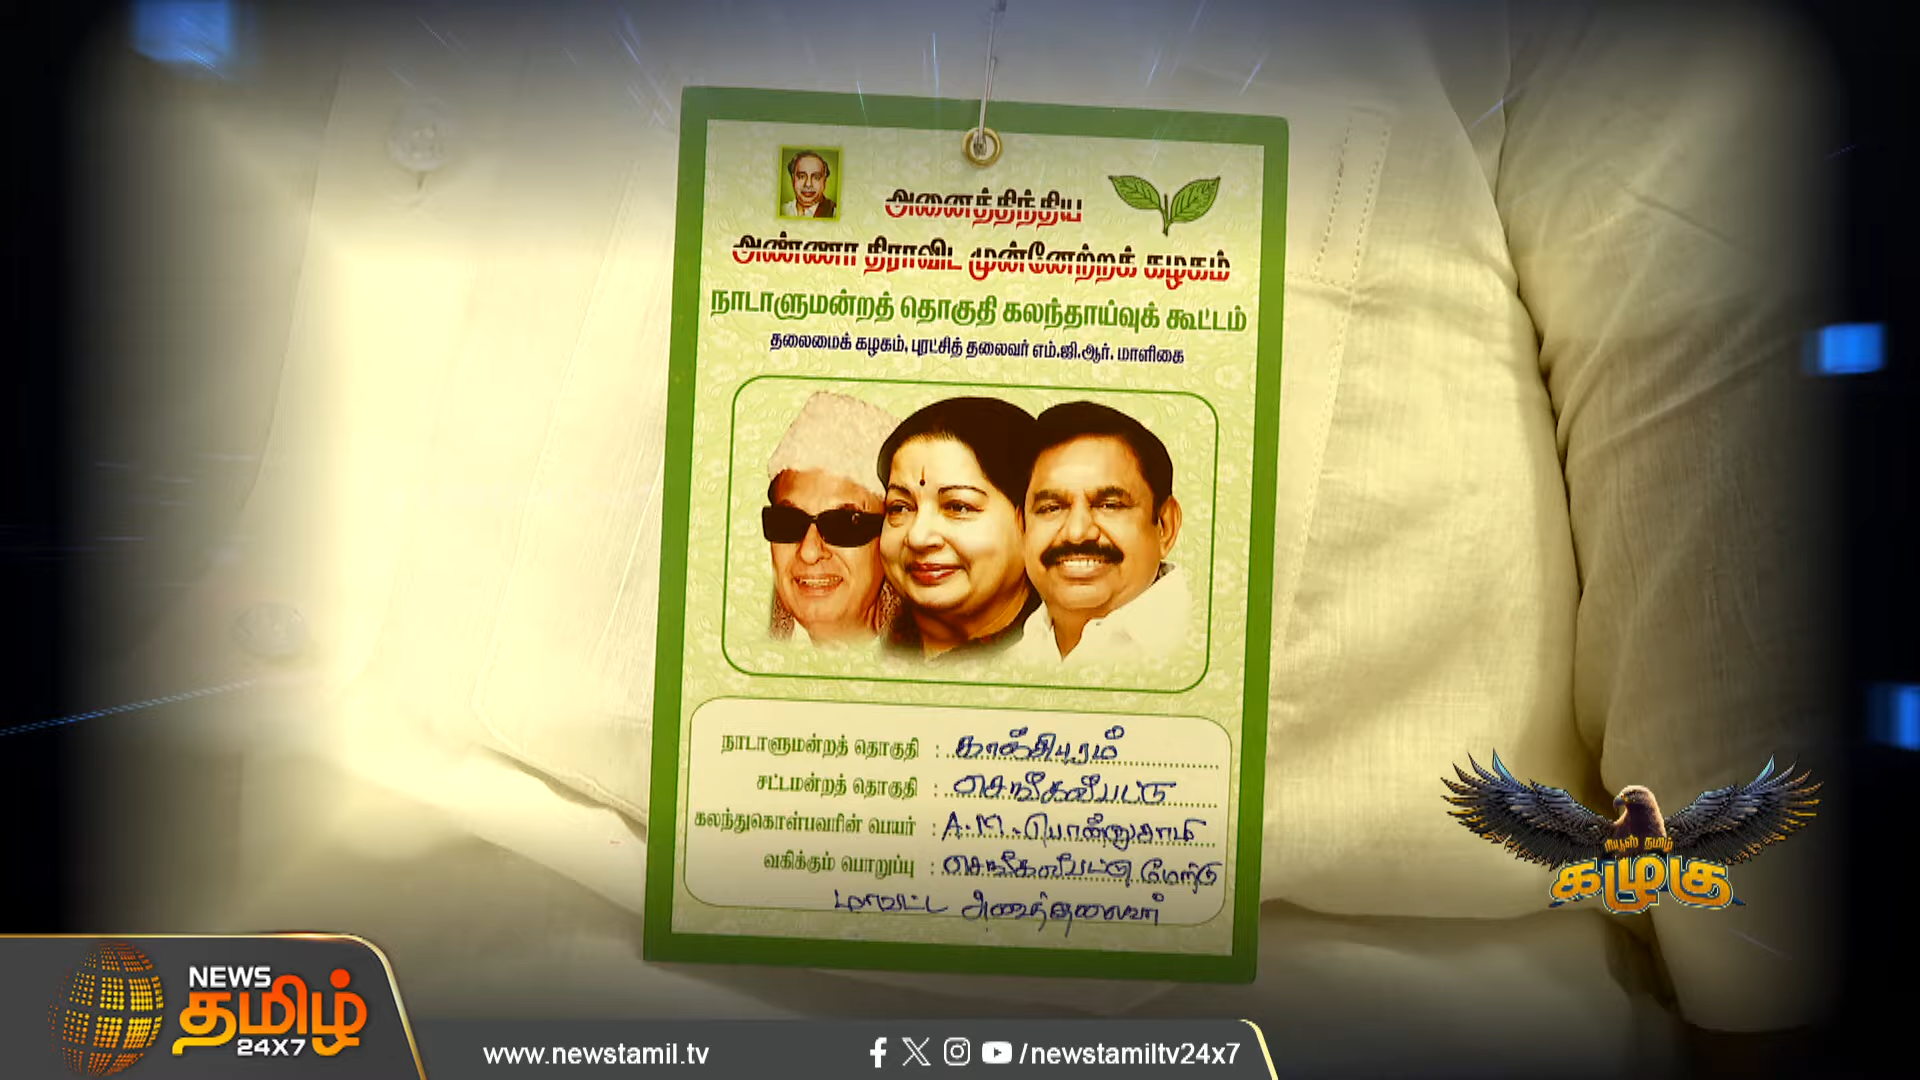 அனைத்திந்திய
அண்ணா திராவிட முன்னேற்றக் கழகம்
நாடாளுமன்றத் தொகுதி கலந்தாய்வுக் கூட்டம்
தலைமைக் கழகம், புரட்சித் தலைவர் எம்.ஜி.ஆர். மாளிகை
நாடாளுமன்றத் தொகுதி : காஞ்சிபுரம்
சட்டமன்றத் தொகுதி : செங்கல்பட்டு
கலந்துகொள்பவரின் பெயர் : A.M. பொன்னுசாமி
வகிக்கும் பொறுப்பு : செங்கல்பட்டு மேற்கு
மாவட்ட அவைத்தலைவர்
நியூஸ் தமிழ்
கழுகு
NEWS
தமிழ்
24X7
www.newstamil.tv
/newstamiltv24x7